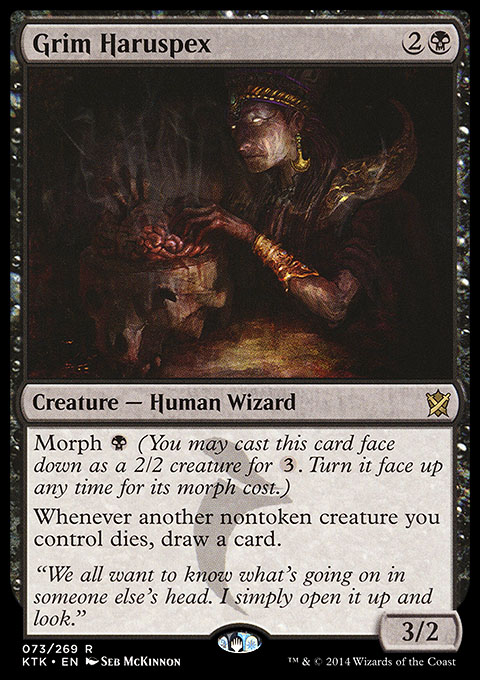 Grim Haruspex 2
Creature — Human Wizard
Morph (You may cast this card face
down as a 2/2 creature for 3. Turn it face up
any time for its morph cost.)
Whenever another nontoken creature you
control dies, draw a card.
“We all want to know what’s going on in
someone else’s head. I simply open it up and
look.”
3/2
073/269 R
KTK • EN Seb McKinnon
™ & © 2014 Wizards of the Coast